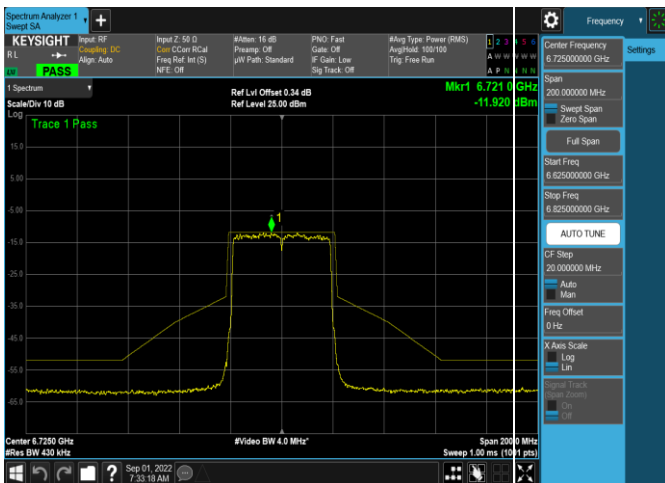 Spectrum Analyzer 1
Swept SA
+
Frequency
KEYSIGHT
R L
LXI
PASS
Input: RF
Coupling: DC
Align: Auto
Input Z: 50 Ω
Corr CCorr RCal
Freq Ref: Int (S)
NFE: Off
#Atten: 16 dB
Preamp: Off
µW Path: Standard
PNO: Fast
Gate: Off
IF Gain: Low
Sig Track: Off
#Avg Type: Power (RMS)
Avg|Hold: 100/100
Trig: Free Run
1 2 3 4 5 6
A W W W W W
A P N N N N
1 Spectrum
Scale/Div 10 dB
Log
Ref Lvl Offset 0.34 dB
Ref Level 25.00 dBm
Mkr1 6.721 0 GHz
-11.920 dBm
Trace 1 Pass
15.0
5.00
-5.00
-15.0
-25.0
-35.0
-45.0
-55.0
-65.0
1
Center 6.7250 GHz
#Res BW 430 kHz
#Video BW 4.0 MHz*
Span 200.0 MHz
Sweep 1.00 ms (1001 pts)
Sep 01, 2022
7:33:18 AM
Center Frequency
6.725000000 GHz
Settings
Span
200.000000 MHz
Swept Span
Zero Span
Full Span
Start Freq
6.625000000 GHz
Stop Freq
6.825000000 GHz
AUTO TUNE
CF Step
20.000000 MHz
Auto
Man
Freq Offset
0 Hz
X Axis Scale
Log
Lin
Signal Track
(Span Zoom)
On
Off